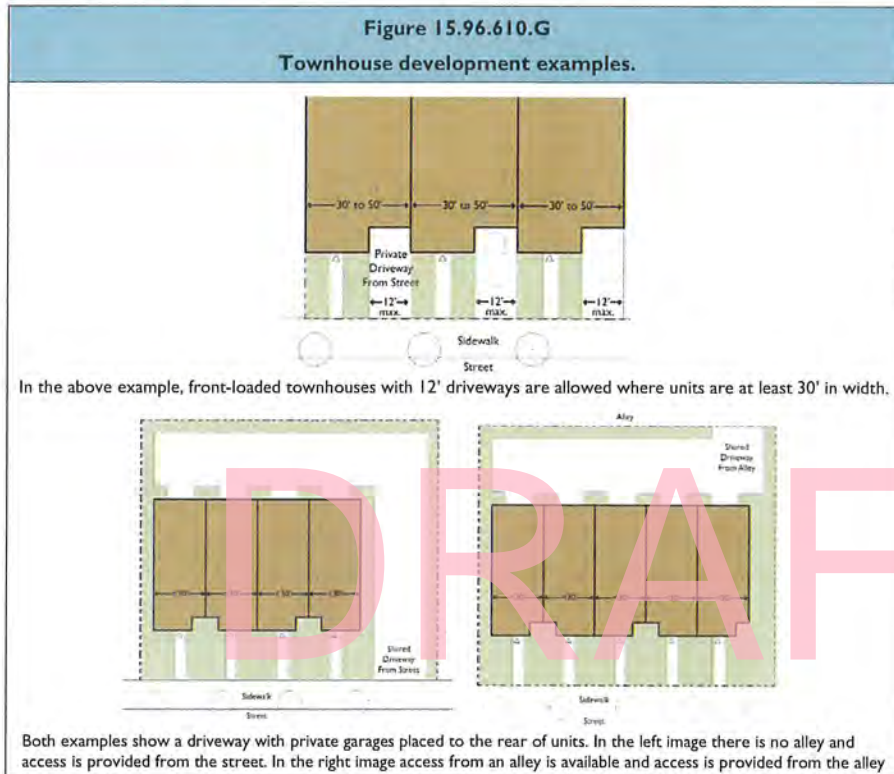 Figure 15.96.610.G
Townhouse development examples.
30' to 50' 30' to 50' 30' to 50'
Private
Driveway
From Street
12' 12' 12'
max. max. max.
Sidewalk
Street
In the above example, front-loaded townhouses with 12' driveways are allowed where units are at least 30' in width.
Alley
Shared
Driveway
From Alley
Shared
Driveway
From Street
Sidewalk
Street
Sidewalk
Street
DRAF
Both examples show a driveway with private garages placed to the rear of units. In the left image there is no alley and
access is provided from the street. In the right image access from an alley is available and access is provided from the alley